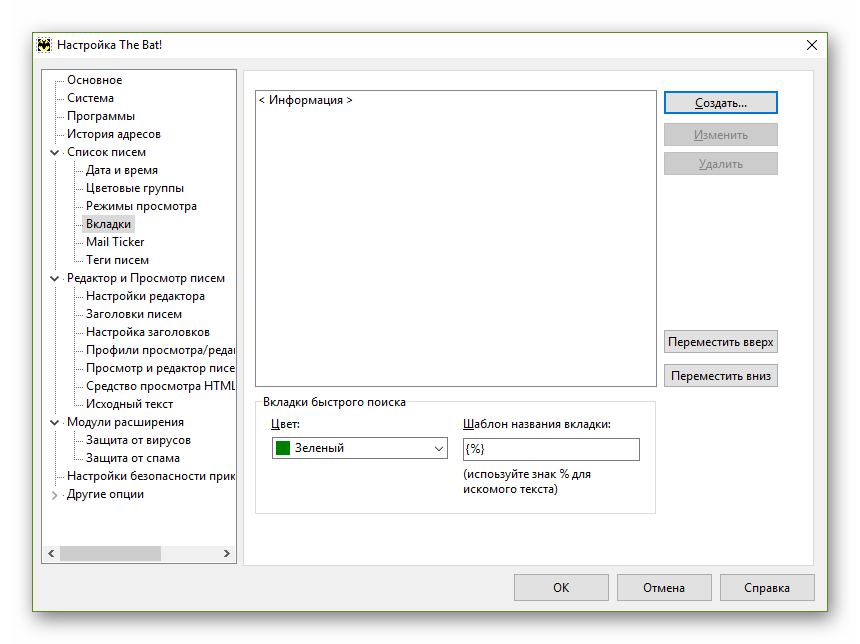 Настройка The Bat!
Основное
Система
Программы
История адресов
Список писем
Дата и время
Цветовые группы
Режимы просмотра
Вкладки
Mail Ticker
Теги писем
Редактор и Просмотр писем
Настройки редактора
Заголовки писем
Настройка заголовков
Профили просмотра/реда
Просмотр и редактор писе
Средство просмотра HTML
Исходный текст
Модули расширения
Защита от вирусов
Защита от спама
Настройки безопасности прик
Другие опции
< Информация >
Создать...
Изменить
Удалить
Переместить вверх
Переместить вниз
Вкладки быстрого поиска
Цвет:
Зеленый
Шаблон названия вкладки:
{%}
(испоьзуйте знак % для
искомого текста)
OK
Отмена
Справка